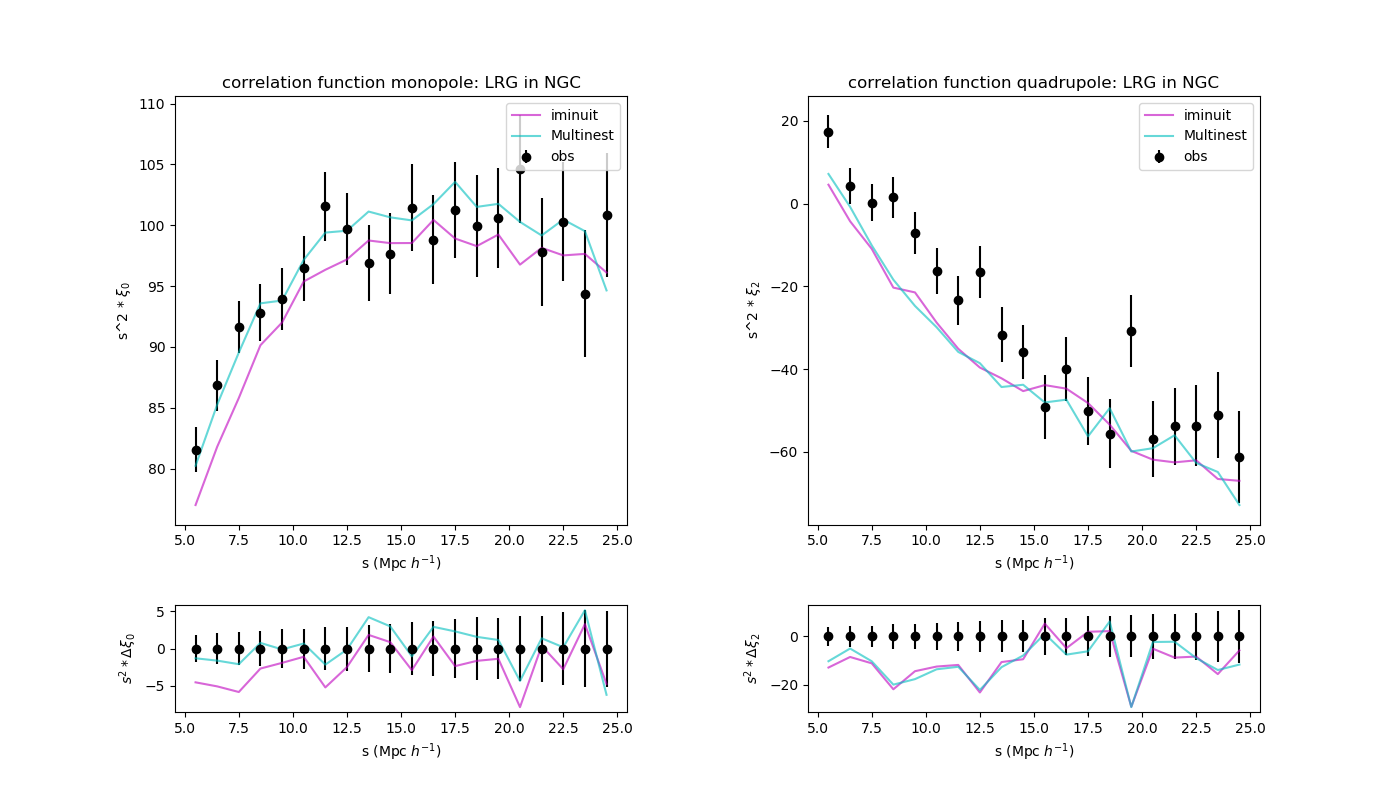 correlation function monopole: LRG in NGC
110
105
100
95
90
85
80
s^2 * ξ₀
iminuit
Multinest
obs
5.0 7.5 10.0 12.5 15.0 17.5 20.0 22.5 25.0
s (Mpc h⁻¹)
5
0
−5
s² * Δξ₀
5.0 7.5 10.0 12.5 15.0 17.5 20.0 22.5 25.0
s (Mpc h⁻¹)
correlation function quadrupole: LRG in NGC
20
0
−20
−40
−60
s^2 * ξ₂
iminuit
Multinest
obs
5.0 7.5 10.0 12.5 15.0 17.5 20.0 22.5 25.0
s (Mpc h⁻¹)
0
−20
s² * Δξ₂
5.0 7.5 10.0 12.5 15.0 17.5 20.0 22.5 25.0
s (Mpc h⁻¹)